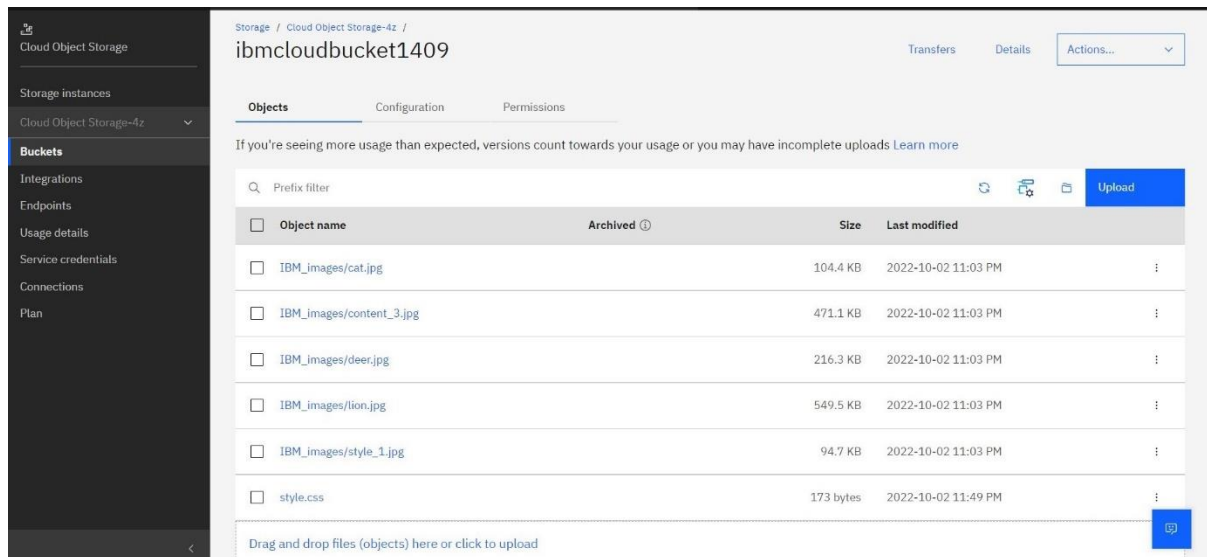 Cloud Object Storage
Storage instances
Cloud Object Storage-4z
Buckets
Integrations
Endpoints
Usage details
Service credentials
Connections
Plan
Storage / Cloud Object Storage-4z /
ibmcloudbucket1409
Transfers Details Actions...
Objects Configuration Permissions
If you're seeing more usage than expected, versions count towards your usage or you may have incomplete uploads Learn more
Prefix filter Upload
Object name Archived Size Last modified
IBM_images/cat.jpg 104.4 KB 2022-10-02 11:03 PM
IBM_images/content_3.jpg 471.1 KB 2022-10-02 11:03 PM
IBM_images/deer.jpg 216.3 KB 2022-10-02 11:03 PM
IBM_images/lion.jpg 549.5 KB 2022-10-02 11:03 PM
IBM_images/style_1.jpg 94.7 KB 2022-10-02 11:03 PM
style.css 173 bytes 2022-10-02 11:49 PM
Drag and drop files (objects) here or click to upload